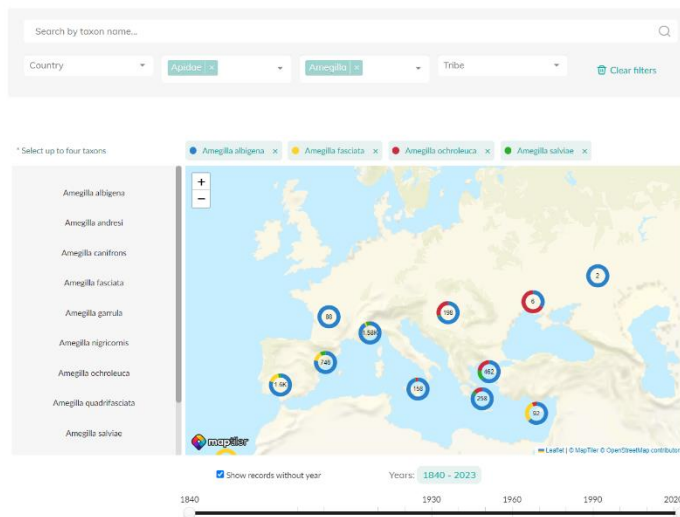 Search by taxon name...
Country
Apidae ×
Amegilla ×
Tribe
Clear filters
* Select up to four taxons
Amegilla albigena ×
Amegilla fasciata ×
Amegilla ochroleuca ×
Amegilla salviae ×
Amegilla albigena
Amegilla andresi
Amegilla canifrons
Amegilla fasciata
Amegilla garrula
Amegilla nigricornis
Amegilla ochroleuca
Amegilla quadrifasciata
Amegilla salviae
+
−
2
6
88
198
1.58K
746
1.6K
158
462
258
92
maptiler
Leaflet | © MapTiler © OpenStreetMap contributor
Show records without year
Years: 1840 - 2023
1840 1930 1960 1990 2020